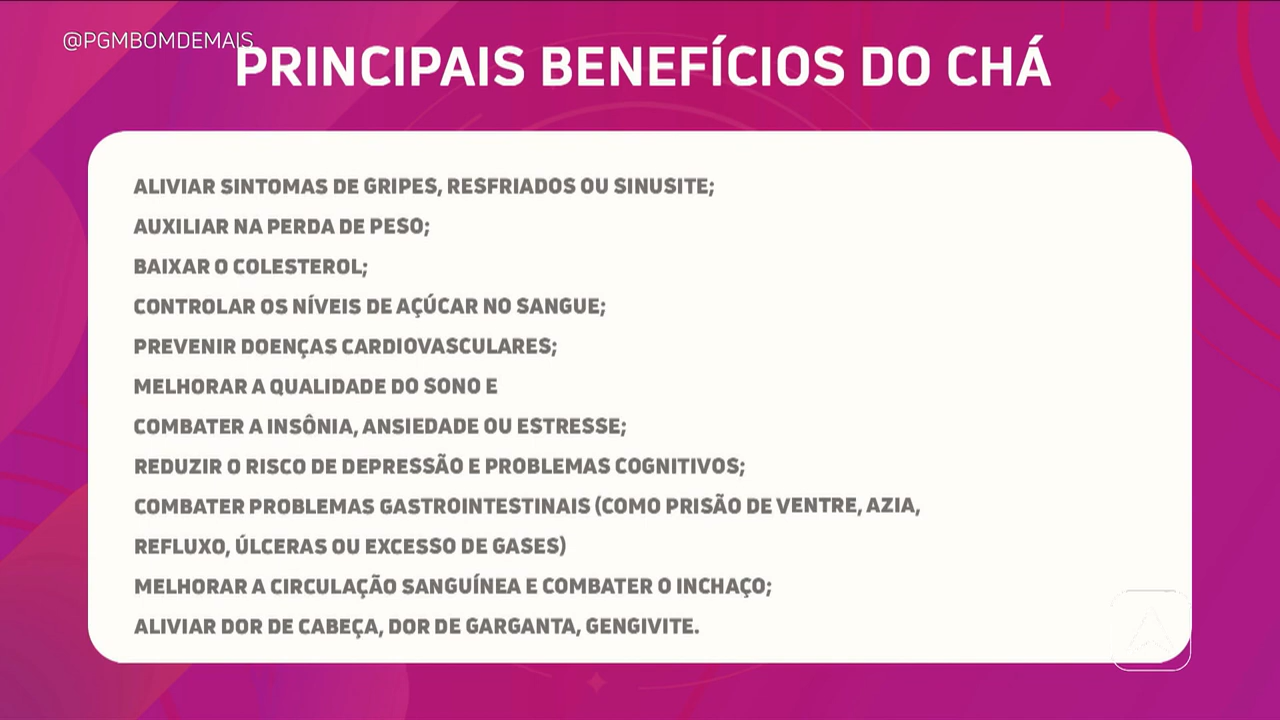 @PGMBOMDEMAIS
PRINCIPAIS BENEFÍCIOS DO CHÁ
ALIVIAR SINTOMAS DE GRIPES, RESFRIADOS OU SINUSITE;
AUXILIAR NA PERDA DE PESO;
BAIXAR O COLESTEROL;
CONTROLAR OS NÍVEIS DE AÇÚCAR NO SANGUE;
PREVENIR DOENÇAS CARDIOVASCULARES;
MELHORAR A QUALIDADE DO SONO E
COMBATER A INSÔNIA, ANSIEDADE OU ESTRESSE;
REDUZIR O RISCO DE DEPRESSÃO E PROBLEMAS COGNITIVOS;
COMBATER PROBLEMAS GASTROINTESTINAIS (COMO PRISÃO DE VENTRE, AZIA,
REFLUXO, ÚLCERAS OU EXCESSO DE GASES)
MELHORAR A CIRCULAÇÃO SANGUÍNEA E COMBATER O INCHAÇO;
ALIVIAR DOR DE CABEÇA, DOR DE GARGANTA, GENGIVITE.